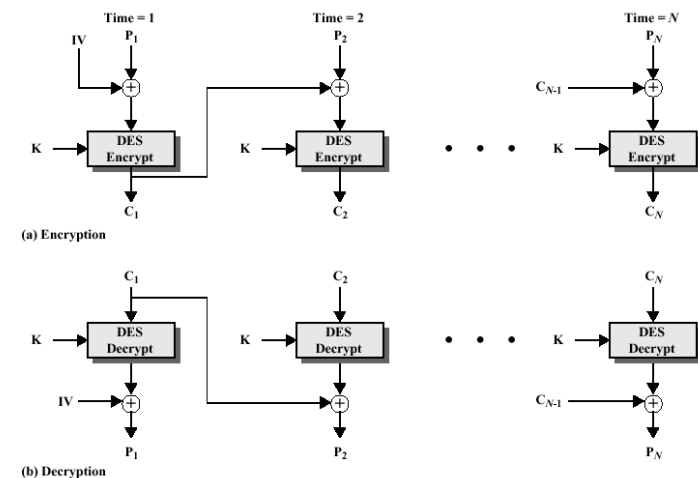 Time = 1 Time = 2 Time = N
IV P1 P2 PN
+ + CN-1 +
K DES Encrypt K DES Encrypt • • • K DES Encrypt
C1 C2 CN
(a) Encryption
C1 C2 CN
K DES Decrypt K DES Decrypt • • • K DES Decrypt
IV + + CN-1 +
P1 P2 PN
(b) Decryption